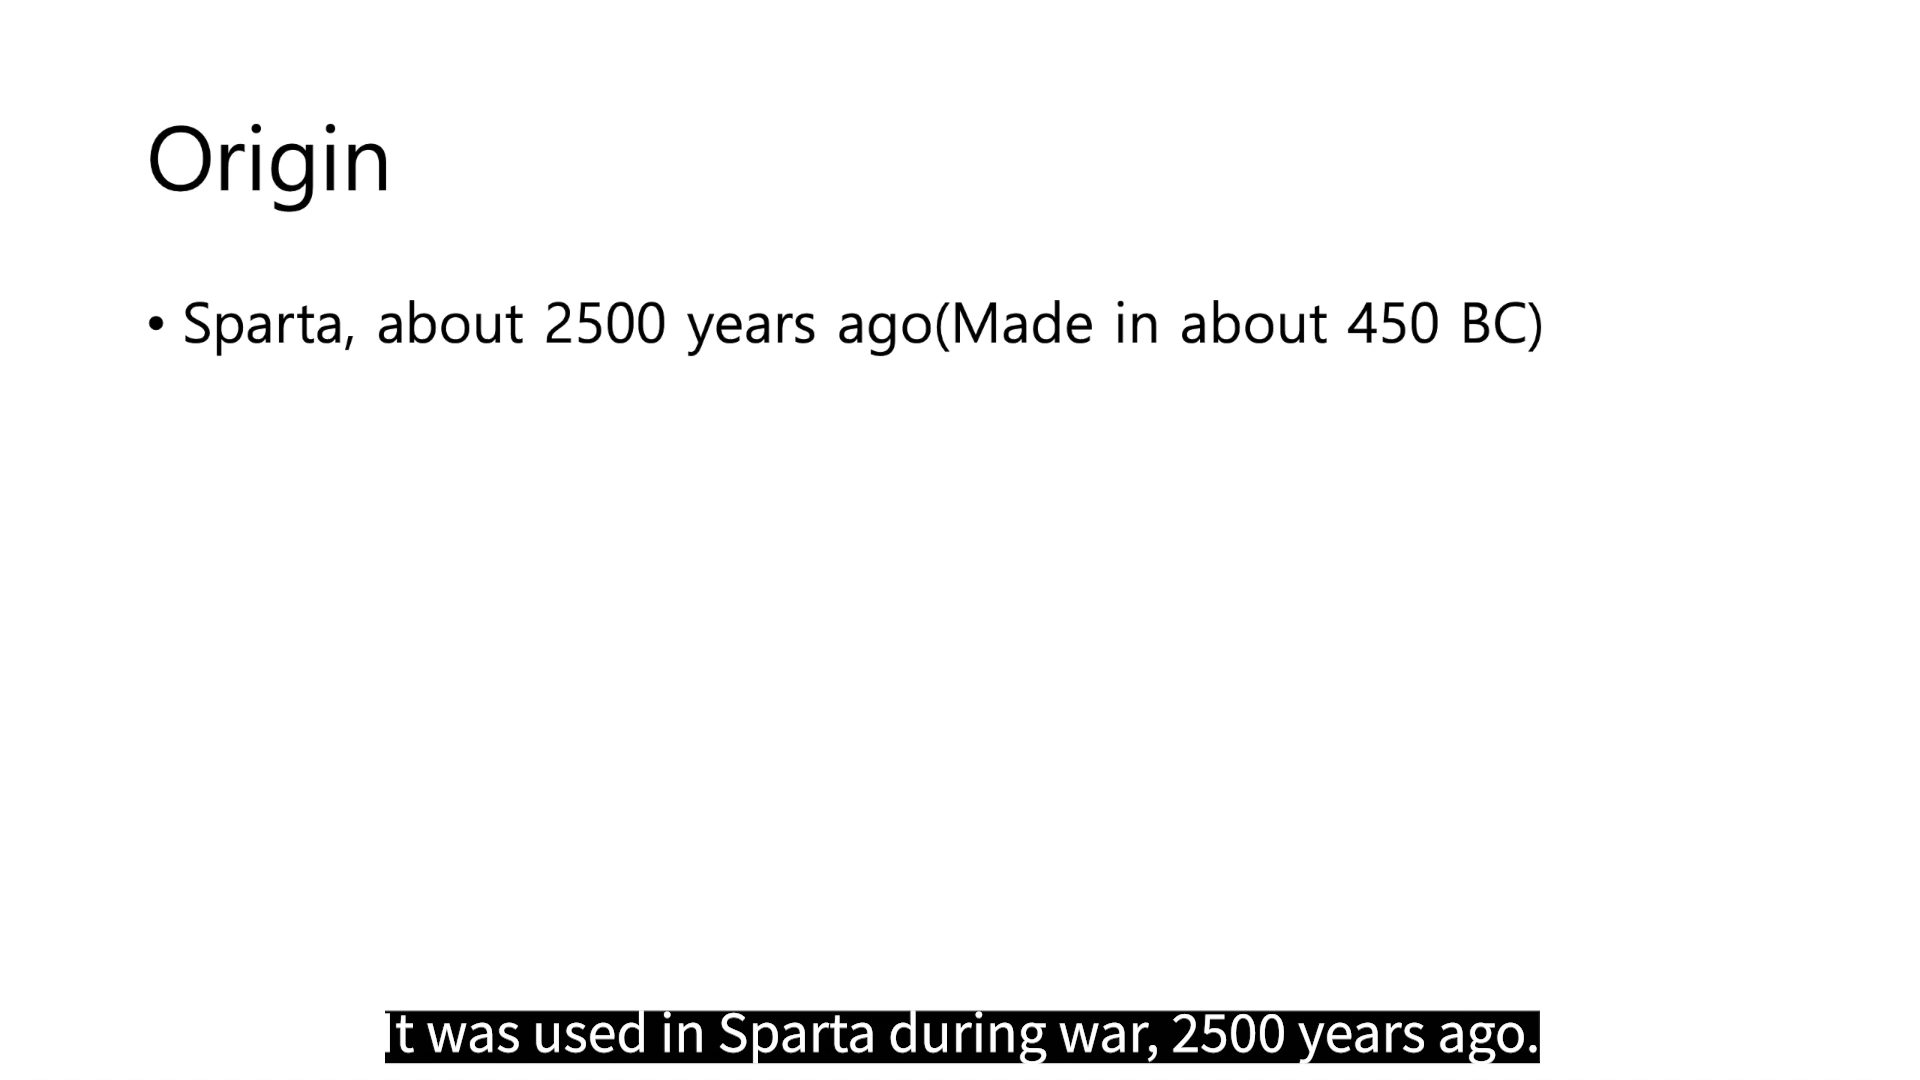 Origin
• Sparta, about 2500 years ago(Made in about 450 BC)
It was used in Sparta during war, 2500 years ago.